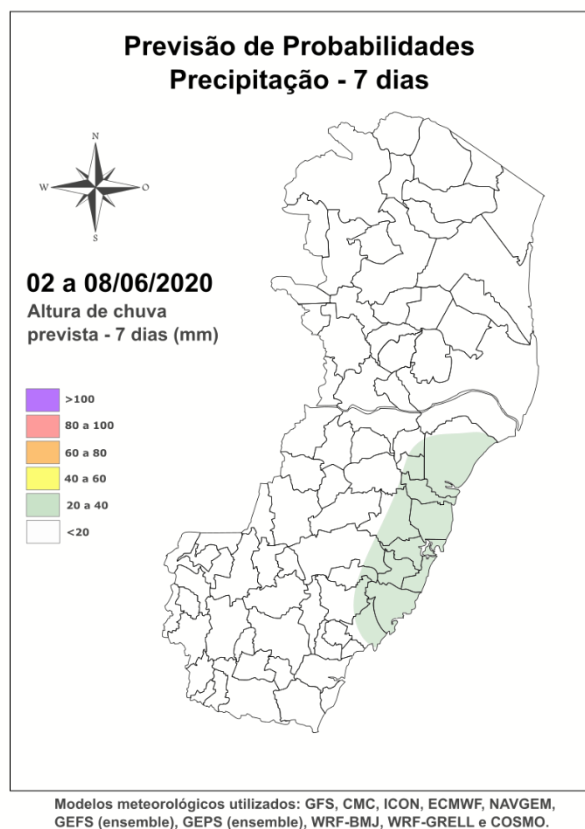 Previsão de Probabilidades
Precipitação - 7 dias
N
W
O
S
02 a 08/06/2020
Altura de chuva
prevista - 7 dias (mm)
>100
80 a 100
60 a 80
40 a 60
20 a 40
<20
Modelos meteorológicos utilizados: GFS, CMC, ICON, ECMWF, NAVGEM,
GEFS (ensemble), GEPS (ensemble), WRF-BMJ, WRF-GRELL e COSMO.